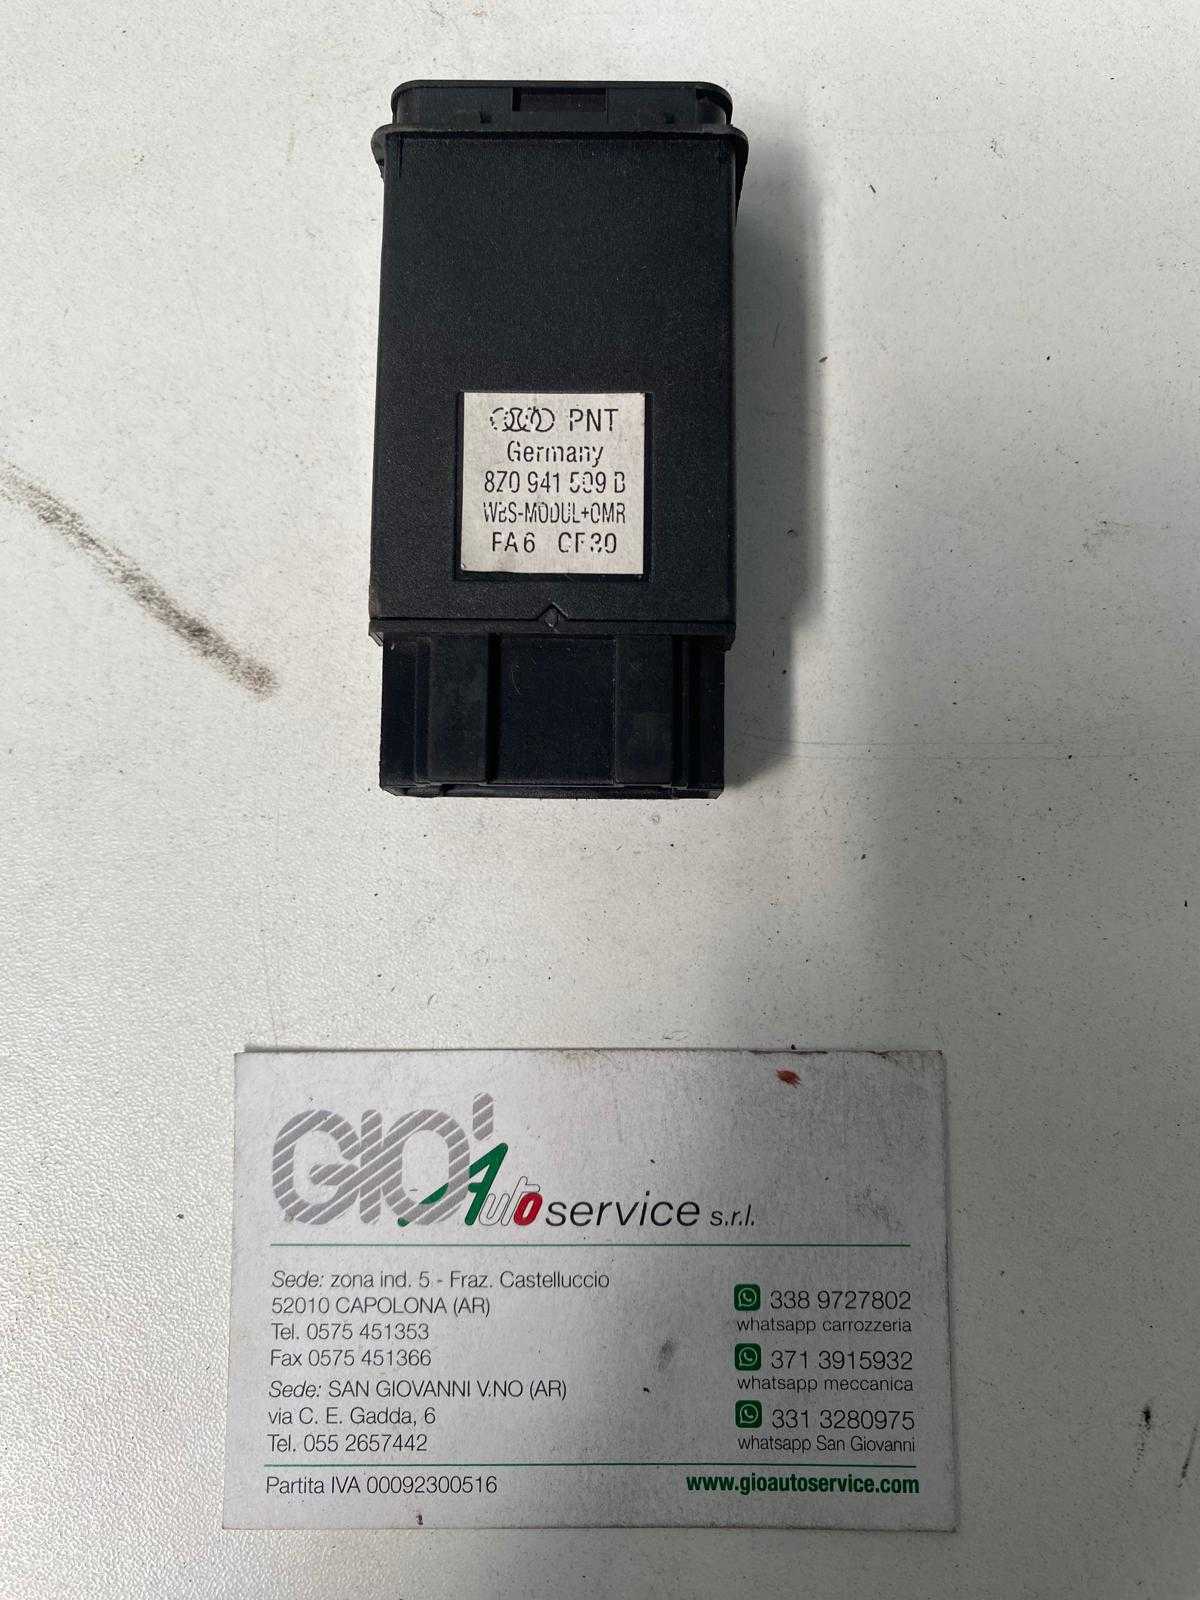 PNT
Germany
8Z0 941 509 B
WBS-MODUL+OMR
FA6 CF30
GIO' Autoservice s.r.l.
Sede: zona ind. 5 - Fraz. Castelluccio
52010 CAPOLONA (AR)
Tel. 0575 451353
Fax 0575 451366
Sede: SAN GIOVANNI V.NO (AR)
via C. E. Gadda, 6
Tel. 055 2657442
338 9727802
whatsapp carrozzeria
371 3915932
whatsapp meccanica
331 3280975
whatsapp San Giovanni
Partita IVA 00092300516
www.gioautoservice.com